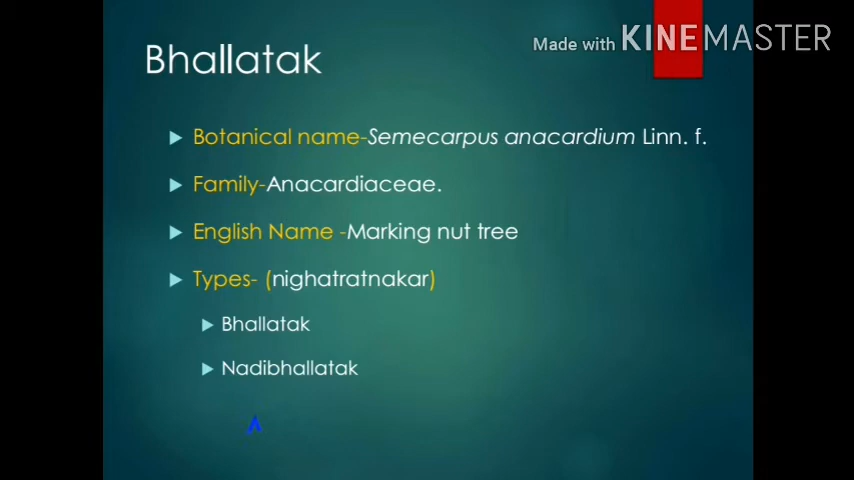 Made with KINEMASTER
Bhallatak
Botanical name-Semecarpus anacardium Linn. f.
Family-Anacardiaceae.
English Name -Marking nut tree
Types- (nighatratnakar)
Bhallatak
Nadibhallatak